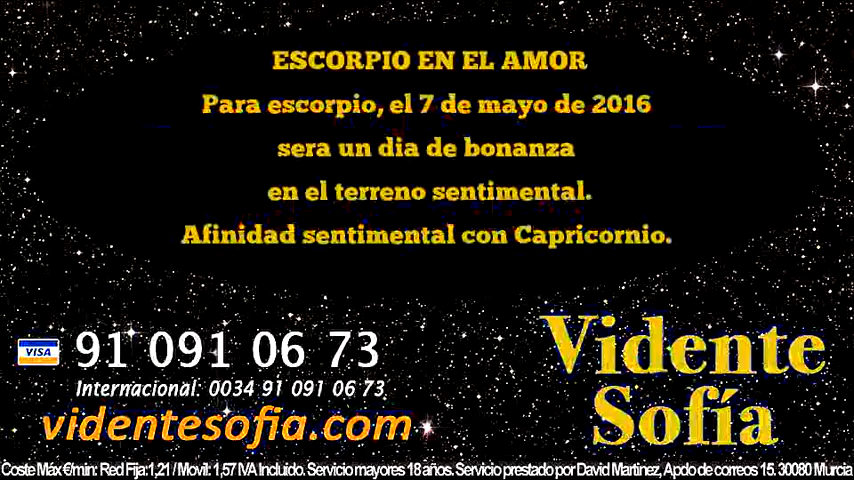 ESCORPIO EN EL AMOR
Para escorpio, el 7 de mayo de 2016
sera un dia de bonanza
en el terreno sentimental.
Afinidad sentimental con Capricornio.
VISA 91 091 06 73
Internacional: 0034 91 091 06 73
videntesofia.com
Vidente
Sofía
Coste Máx €/min: Red Fija:1,21 / Movil: 1,57 IVA Incluido. Servicio mayores 18 años. Servicio prestado por David Martinez, Apdo de correos 15. 30080 Murcia